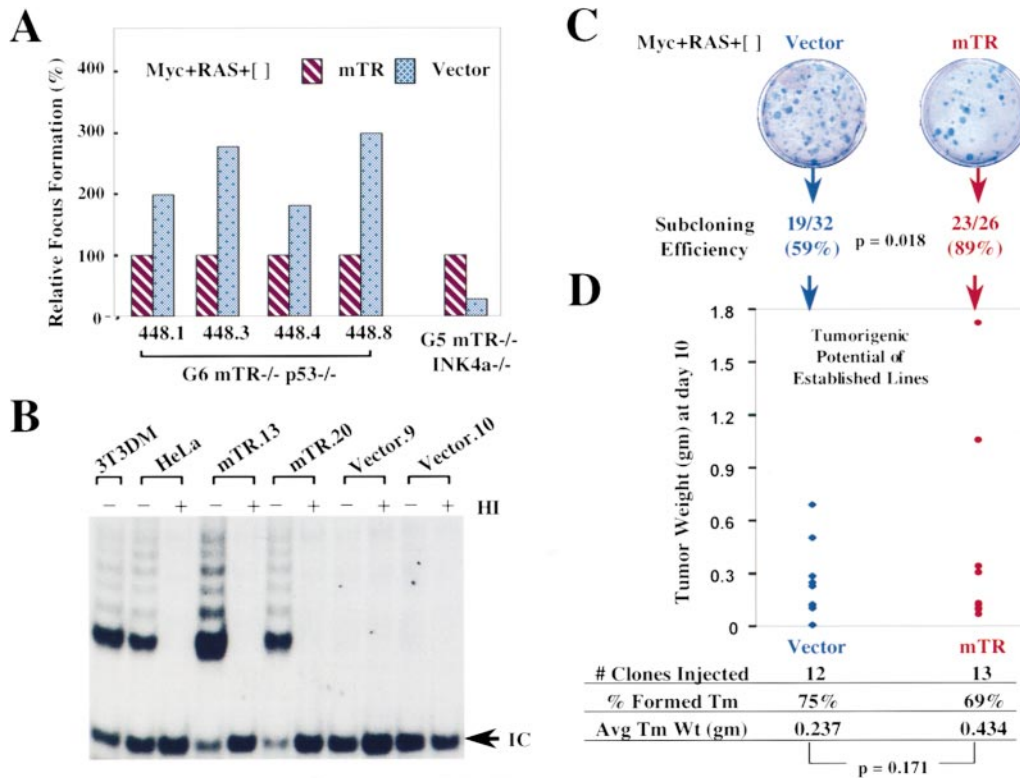 A
Relative Focus Formation (%)
400
300
200
100
0
Myc+RAS+[ ] mTR Vector
448.1 448.3 448.4 448.8
G6 mTR-/- p53-/-
G5 mTR-/-
INK4a-/-
B
3T3DM HeLa mTR.13 mTR.20 Vector.9 Vector.10
− − + − + − + − + − + HI
IC
C
Myc+RAS+[ ] Vector mTR
Subcloning
Efficiency
19/32
(59%)
p = 0.018
23/26
(89%)
D
Tumor Weight (gm) at day 10
1.8
1.5
1.2
0.9
0.6
0.3
0
Tumorigenic
Potential of
Established Lines
Vector mTR
# Clones Injected 12 13
% Formed Tm 75% 69%
Avg Tm Wt (gm) 0.237 0.434
p = 0.171